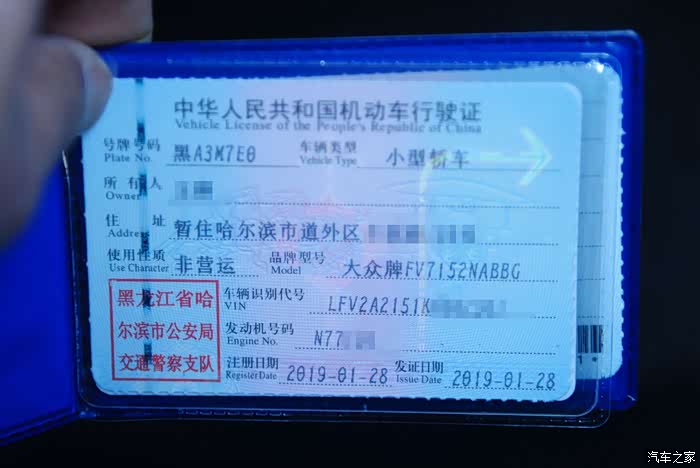 中华人民共和国机动车行驶证
Vehicle License of the People's Republic of China
号牌号码 黑A3M7E0 车辆类型 小型轿车
Plate No. Vehicle Type
所有人
Owner
住址 暂住哈尔滨市道外区
Address
使用性质 非营运 品牌型号 大众牌FV7152NABBG
Use Character Model
黑龙江省哈
尔滨市公安局
交通警察支队
车辆识别代号 LFV2A2151K
VIN
发动机号码 N77
Engine No.
注册日期 2019-01-28 发证日期 2019-01-28
Register Date Issue Date
汽车之家